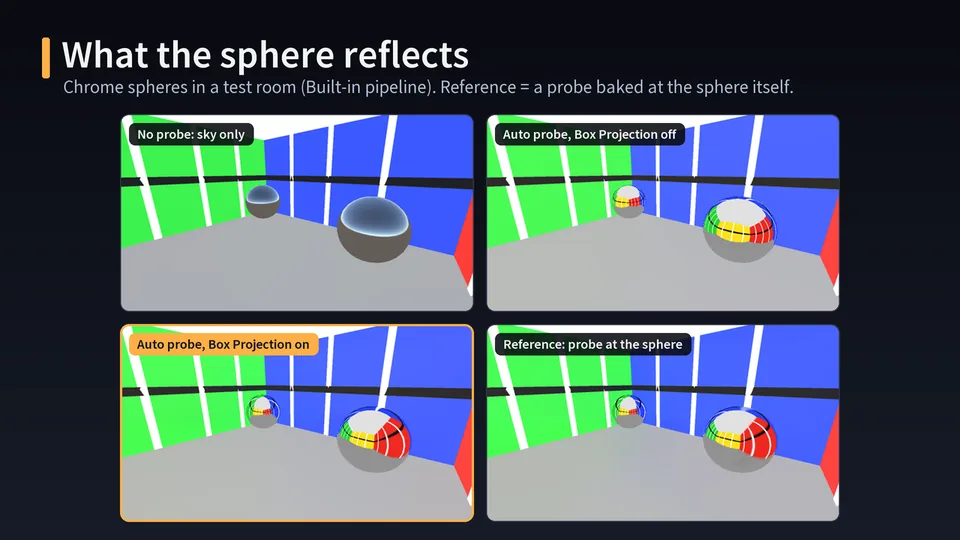 What the sphere reflects
Chrome spheres in a test room (Built-in pipeline). Reference = a probe baked at the sphere itself.
No probe: sky only
Auto probe, Box Projection off
Auto probe, Box Projection on
Reference: probe at the sphere